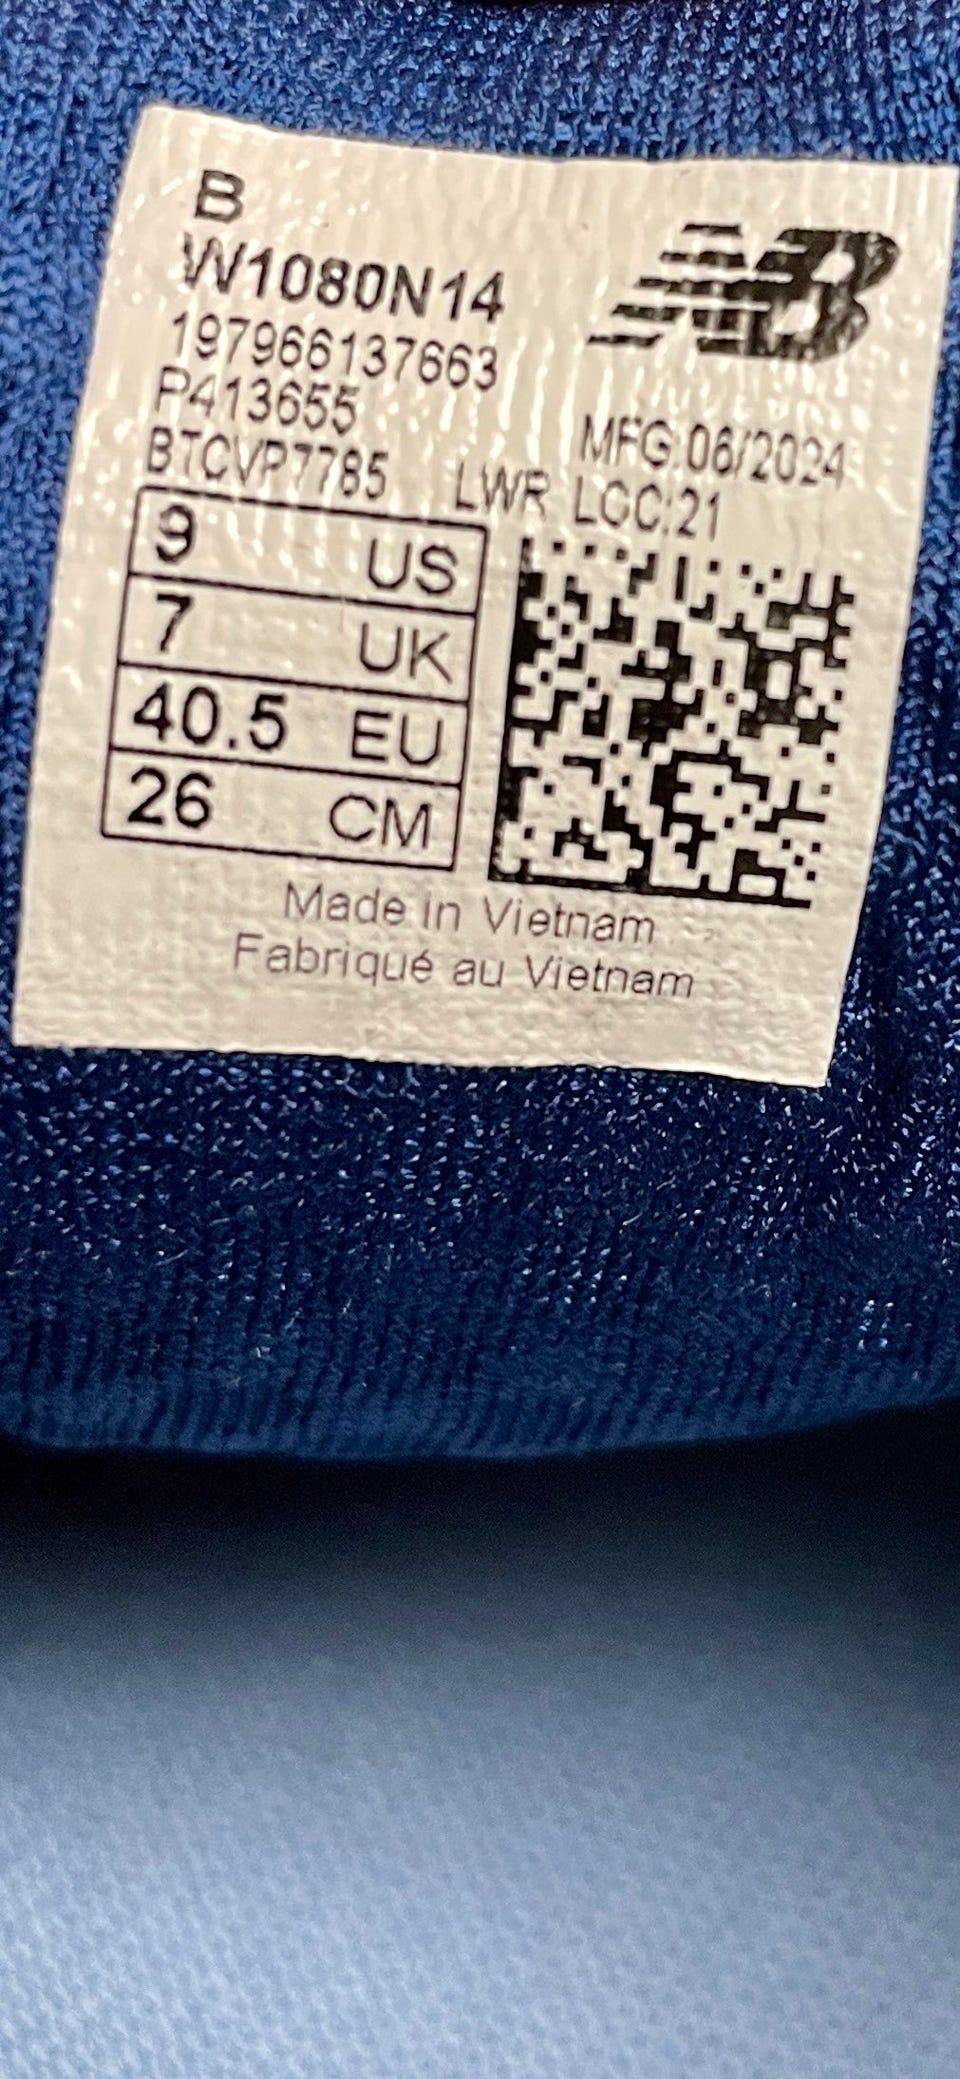 B
W1080N14
197966137663
P413655
MFG:06/2024
BTCVP7785 LWR LCC:21
9 US
7 UK
40.5 EU
26 CM
Made in Vietnam
Fabriqué au Vietnam